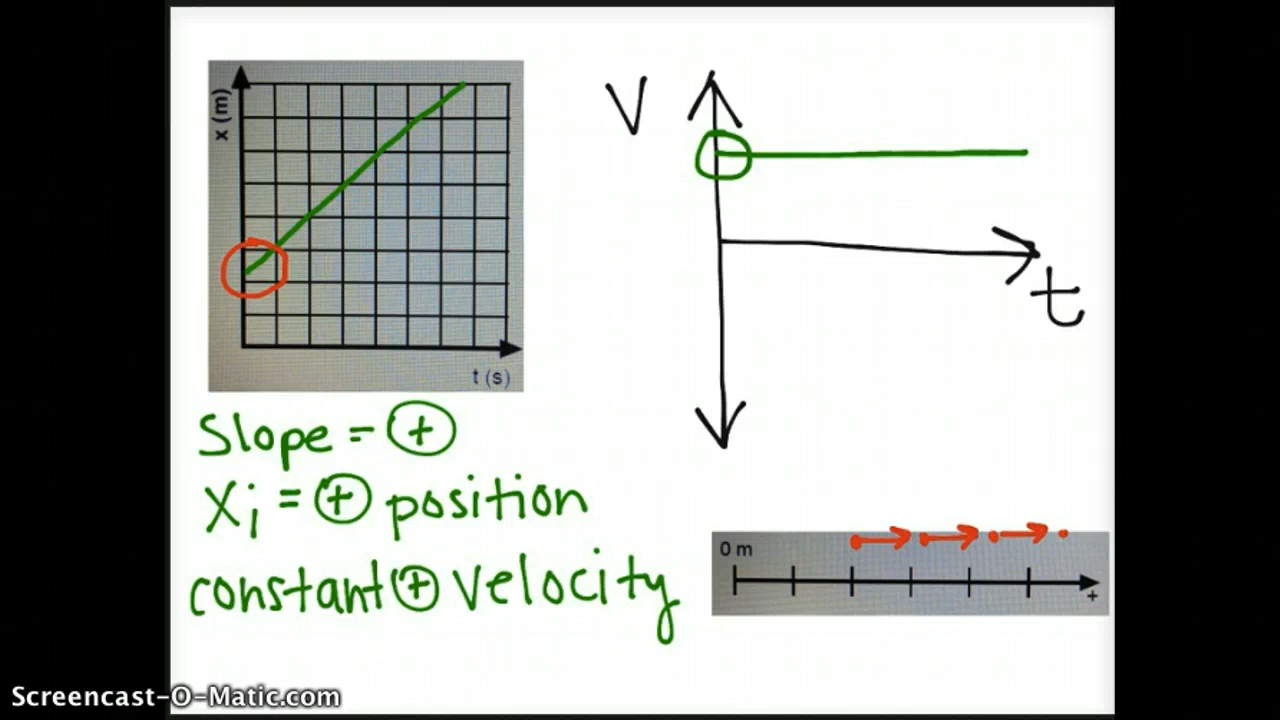 x (m)
t (s)
V
t
Slope = +
Xi = + position
constant + velocity
0 m
+
Screencast-O-Matic.com